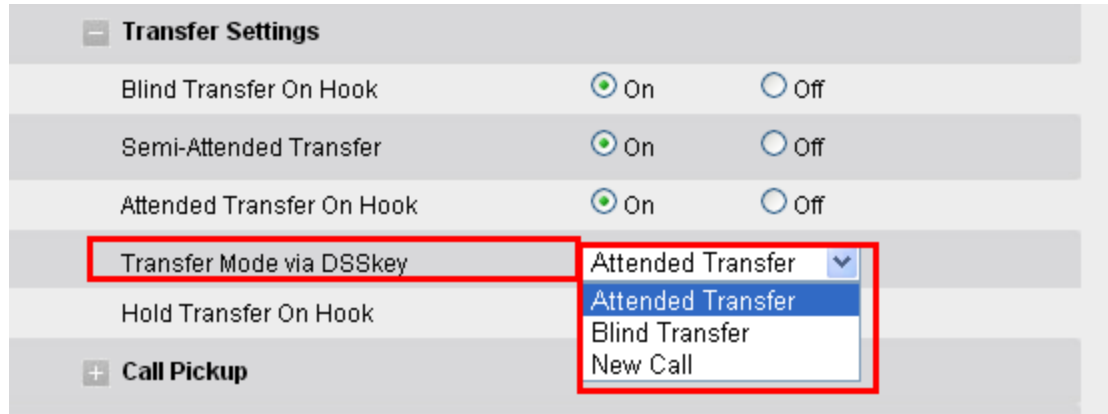 Transfer Settings
Blind Transfer On Hook On Off
Semi-Attended Transfer On Off
Attended Transfer On Hook On Off
Transfer Mode via DSSkey Attended Transfer
Attended Transfer
Hold Transfer On Hook
Blind Transfer
New Call
Call Pickup